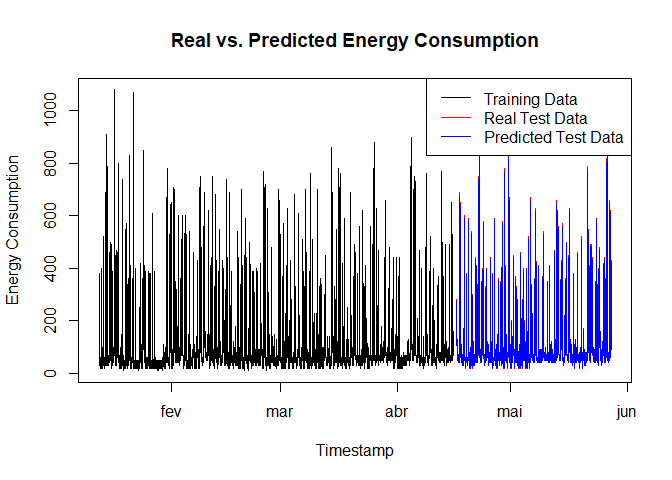 Real vs. Predicted Energy Consumption
Training Data
Real Test Data
Predicted Test Data
Energy Consumption
1000
800
600
400
200
0
fev mar abr mai jun
Timestamp